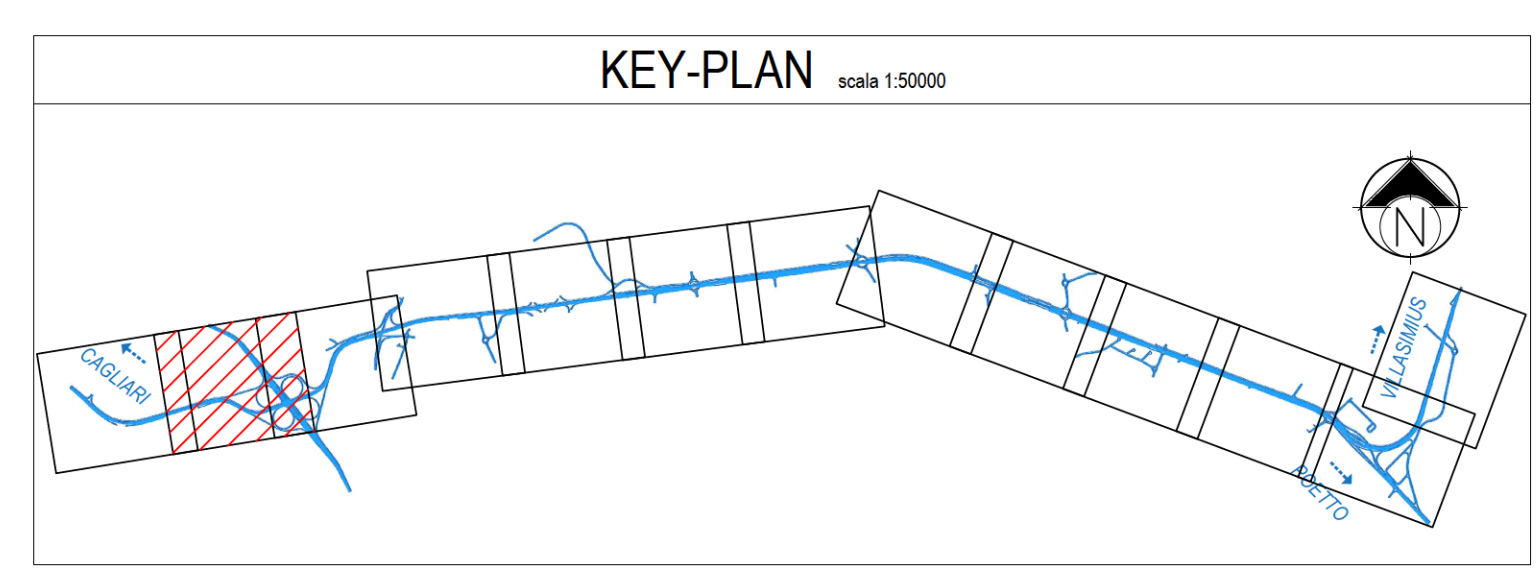 KEY-PLAN scala 1:50000
N
CAGLIARI
VILLASIMIUS
POETTO